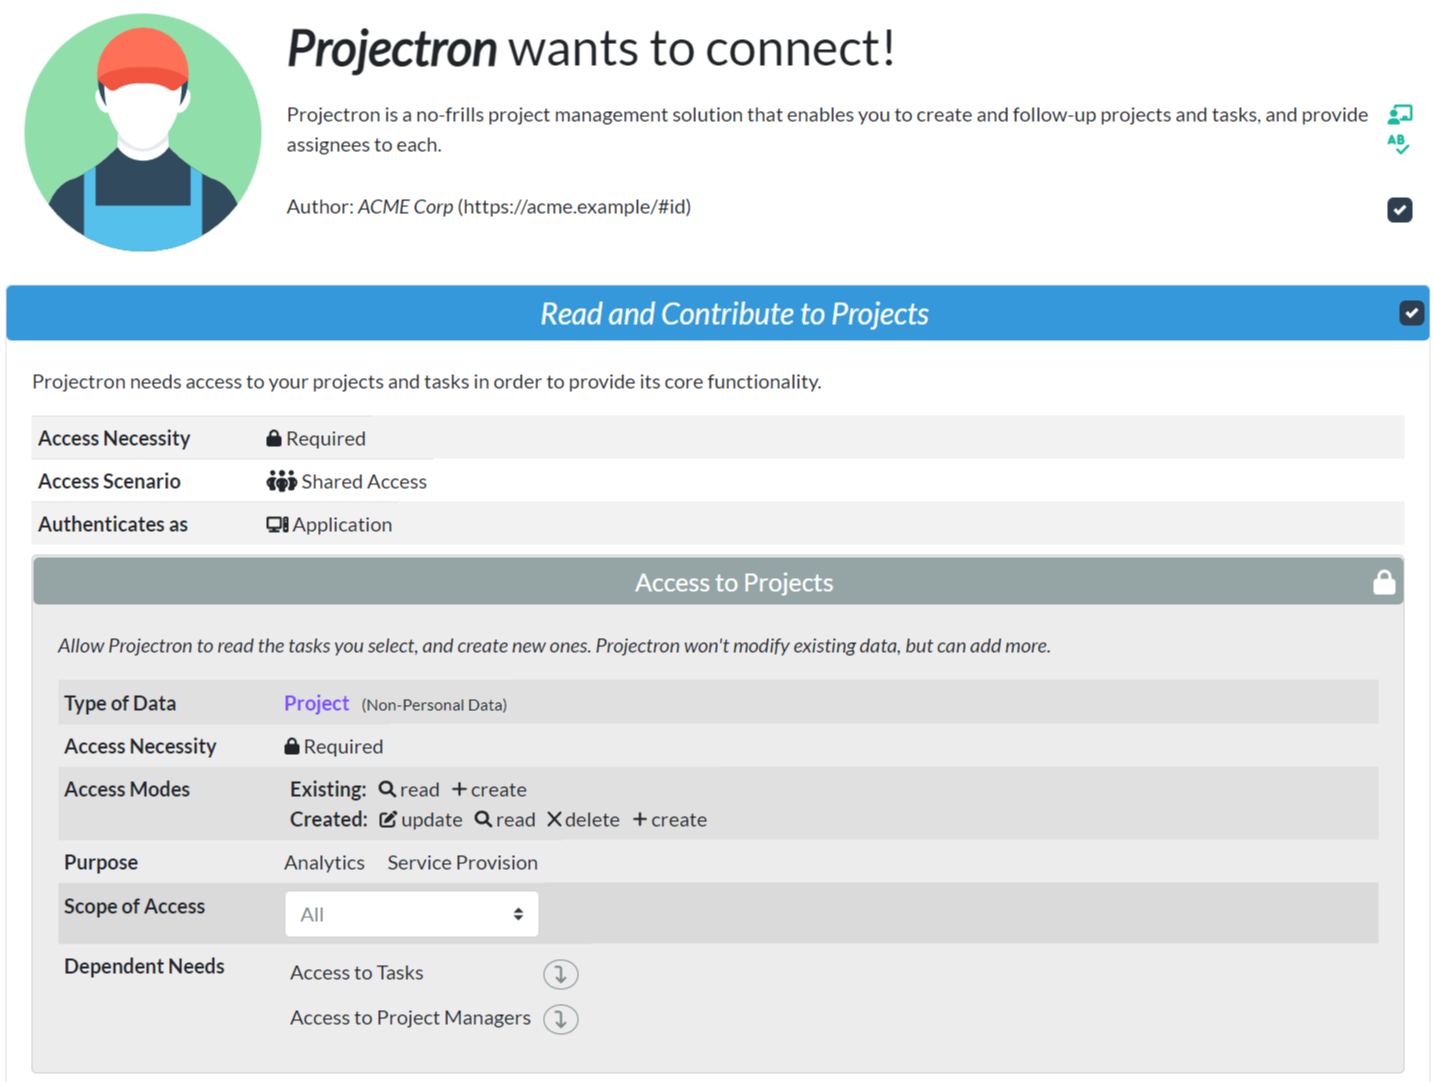 Projectron wants to connect!
Projectron is a no-frills project management solution that enables you to create and follow-up projects and tasks, and provide
assignees to each.
AB
Author: ACME Corp (https://acme.example/#id)
Read and Contribute to Projects
Projectron needs access to your projects and tasks in order to provide its core functionality.
Access Necessity Required
Access Scenario Shared Access
Authenticates as Application
Access to Projects
Allow Projectron to read the tasks you select, and create new ones. Projectron won't modify existing data, but can add more.
Type of Data Project (Non-Personal Data)
Access Necessity Required
Access Modes Existing: read create
Created: update read delete create
Purpose Analytics Service Provision
Scope of Access All
Dependent Needs Access to Tasks
Access to Project Managers